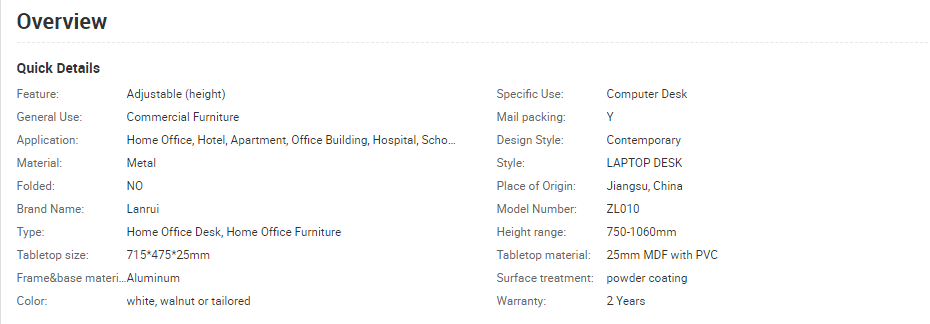 Overview
Quick Details
Feature: Adjustable (height) Specific Use: Computer Desk
General Use: Commercial Furniture Mail packing: Y
Application: Home Office, Hotel, Apartment, Office Building, Hospital, Scho... Design Style: Contemporary
Material: Metal Style: LAPTOP DESK
Folded: NO Place of Origin: Jiangsu, China
Brand Name: Lanrui Model Number: ZL010
Type: Home Office Desk, Home Office Furniture Height range: 750-1060mm
Tabletop size: 715*475*25mm Tabletop material: 25mm MDF with PVC
Frame&base materi... Aluminum Surface treatment: powder coating
Color: white, walnut or tailored Warranty: 2 Years